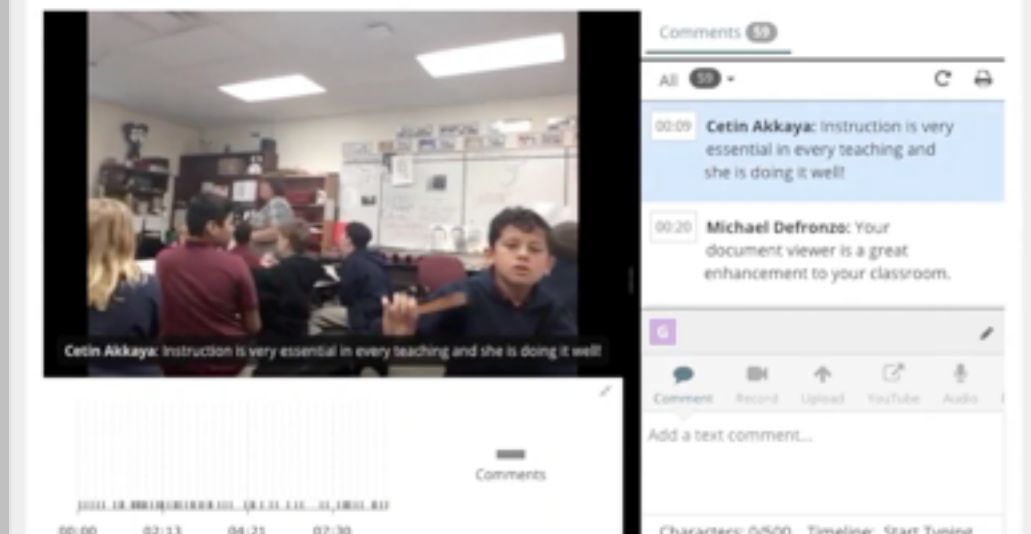 Comments 59
All 59
00:09 Cetin Akkaya: Instruction is very
essential in every teaching and
she is doing it well!
00:20 Michael Defronzo: Your
document viewer is a great
enhancement to your classroom.
Cetin Akkaya: Instruction is very essential in every teaching and she is doing it well!
G
Comment Record Upload YouTube Audio
Add a text comment...
Comments
00:00 02:13 04:21 07:30
Characters: 0/500 Timeline: Start Typing